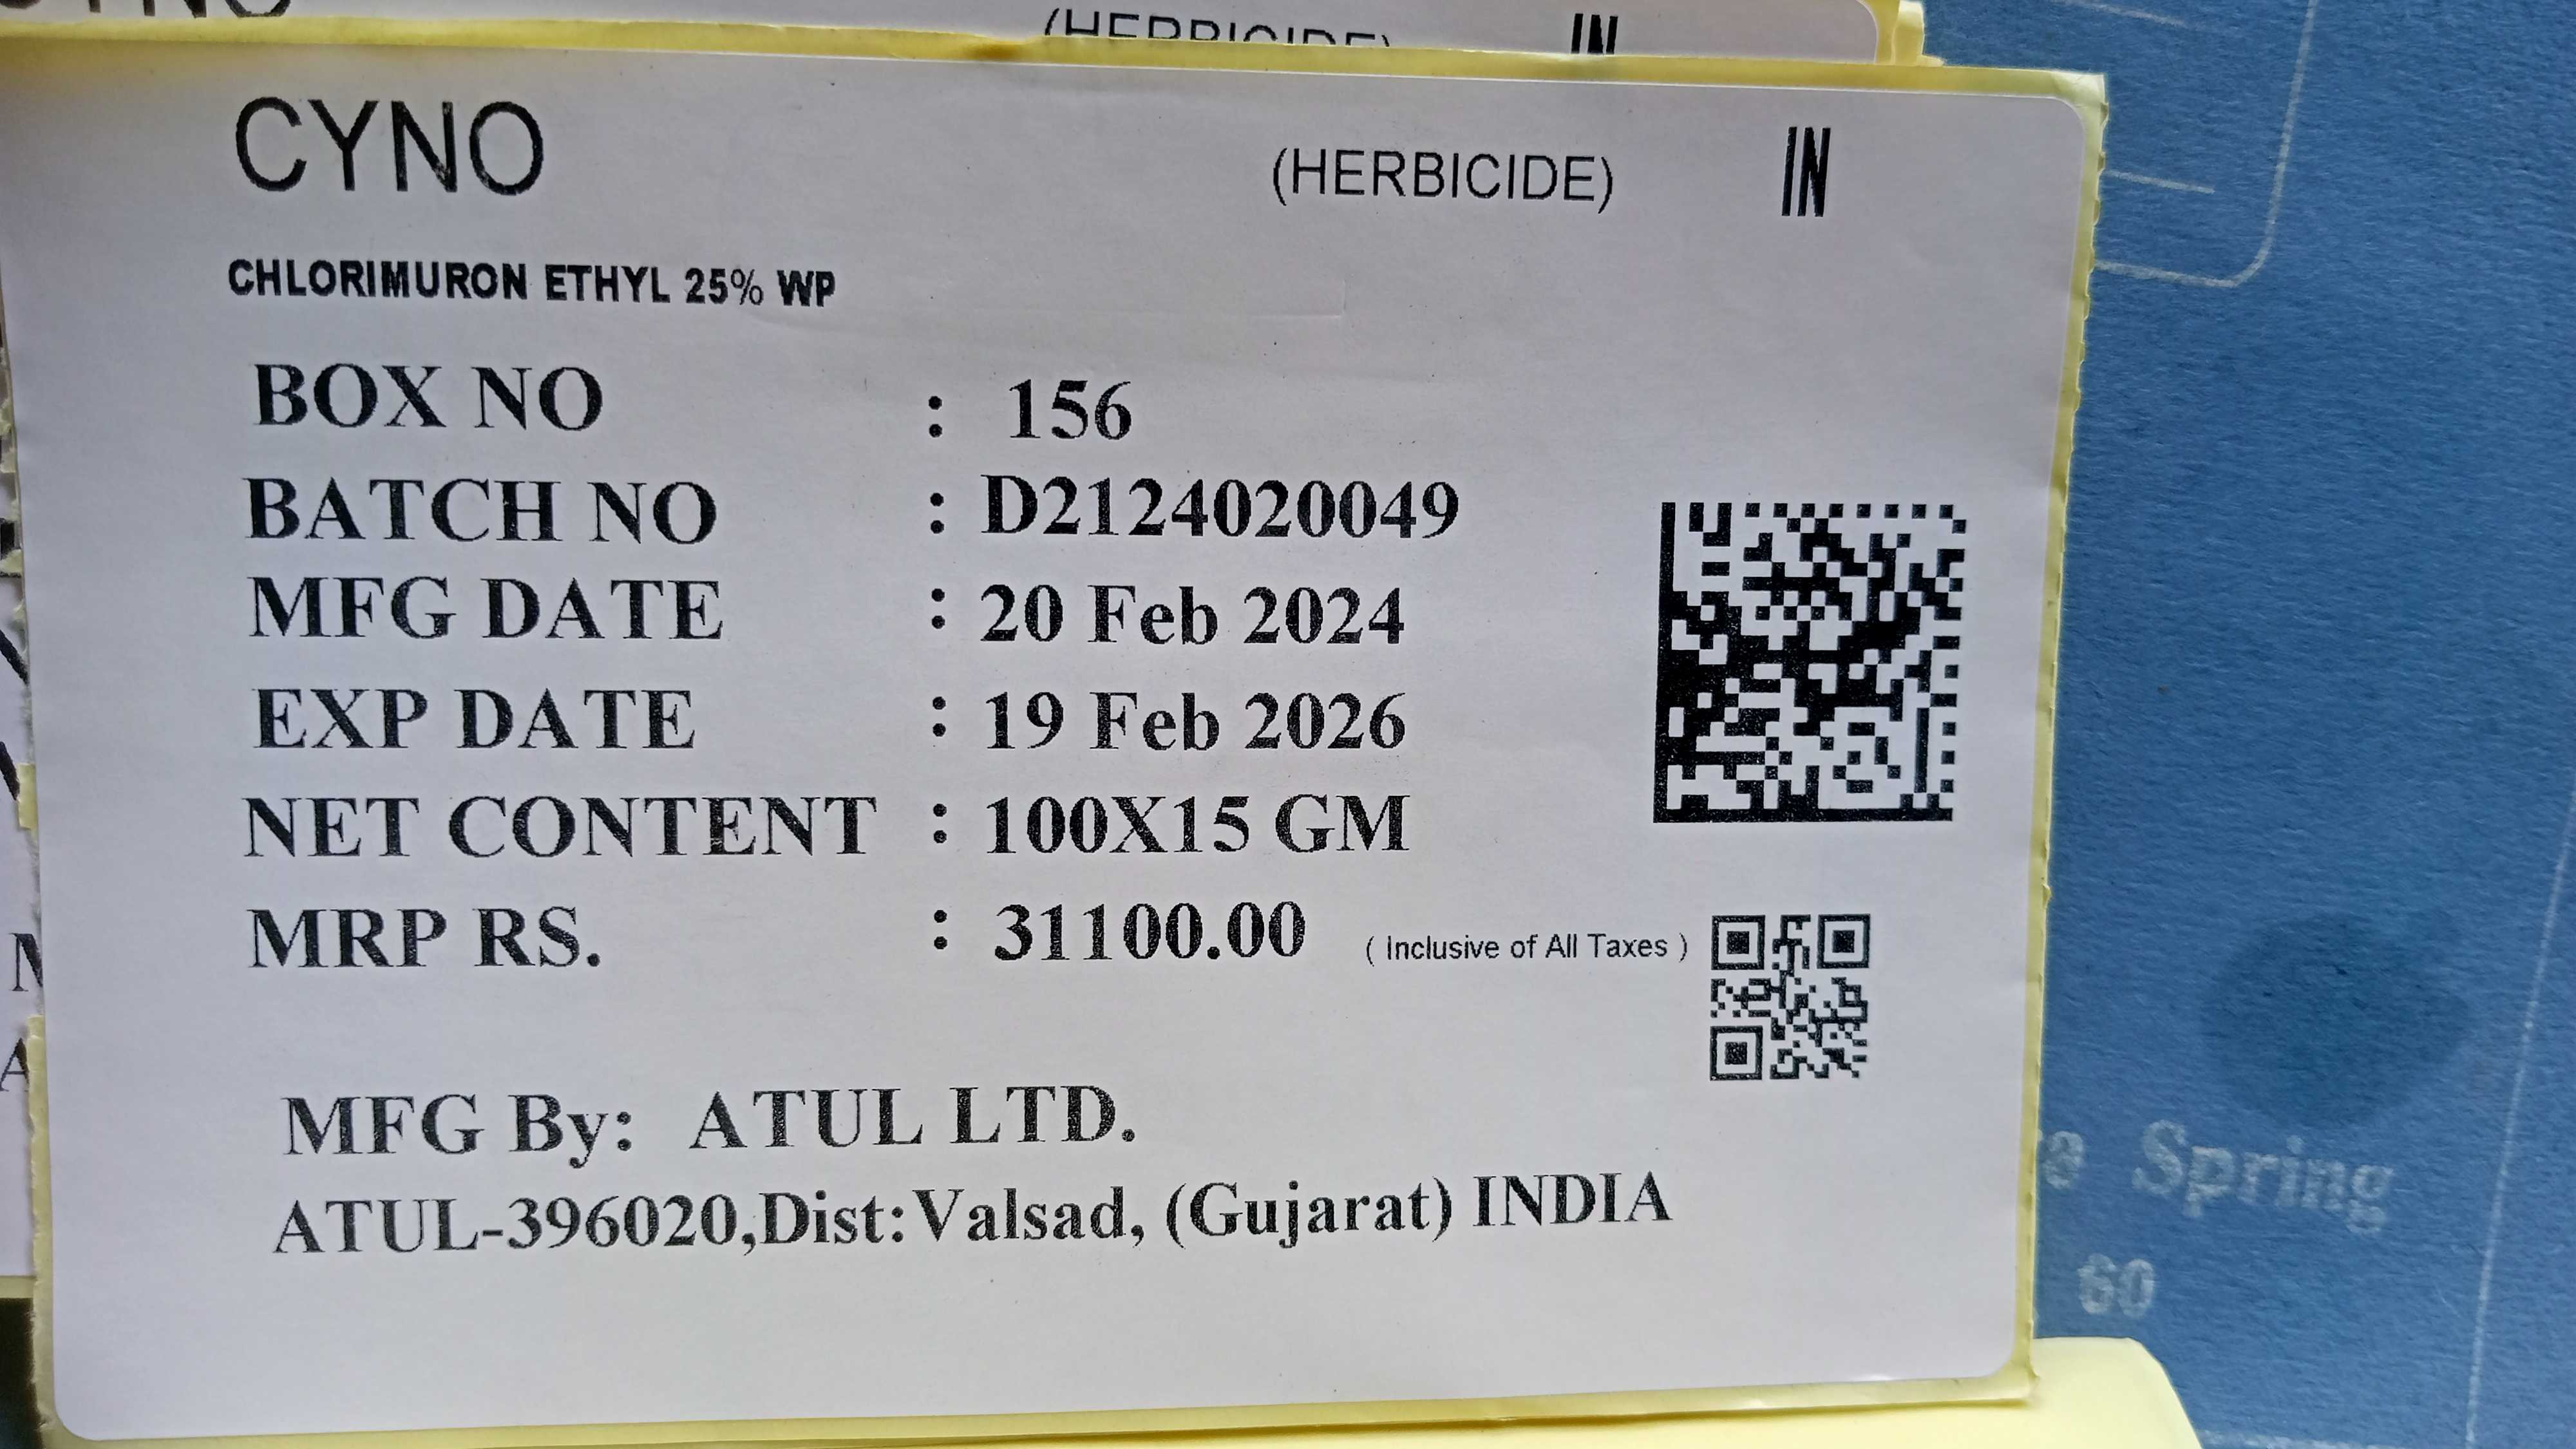 (HERBICIDE) IN
CYNO (HERBICIDE) IN
CHLORIMURON ETHYL 25% WP
BOX NO : 156
BATCH NO : D2124020049
MFG DATE : 20 Feb 2024
EXP DATE : 19 Feb 2026
NET CONTENT : 100X15 GM
MRP RS. : 31100.00 ( Inclusive of All Taxes )
MFG By: ATUL LTD.
ATUL-396020,Dist:Valsad, (Gujarat) INDIA
Spring
60